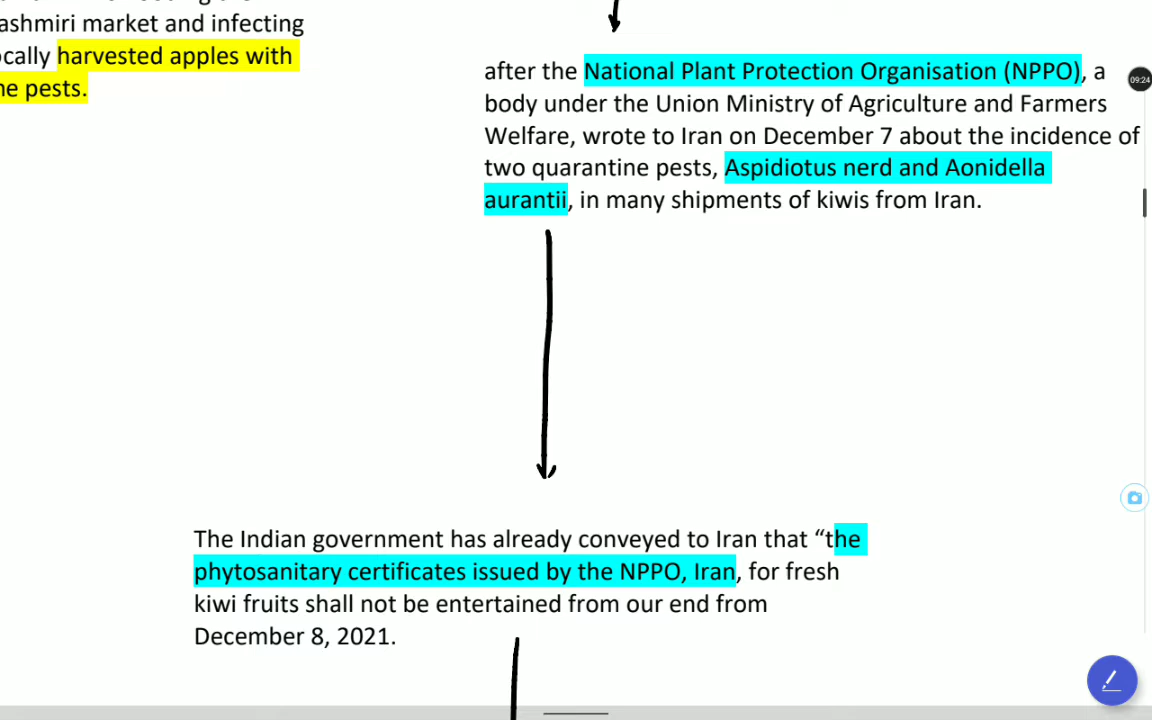 ashmiri market and infecting
ocally harvested apples with
ne pests.
after the National Plant Protection Organisation (NPPO), a
body under the Union Ministry of Agriculture and Farmers
Welfare, wrote to Iran on December 7 about the incidence of
two quarantine pests, Aspidiotus nerd and Aonidella
aurantii, in many shipments of kiwis from Iran.
The Indian government has already conveyed to Iran that “the
phytosanitary certificates issued by the NPPO, Iran, for fresh
kiwi fruits shall not be entertained from our end from
December 8, 2021.
09:24